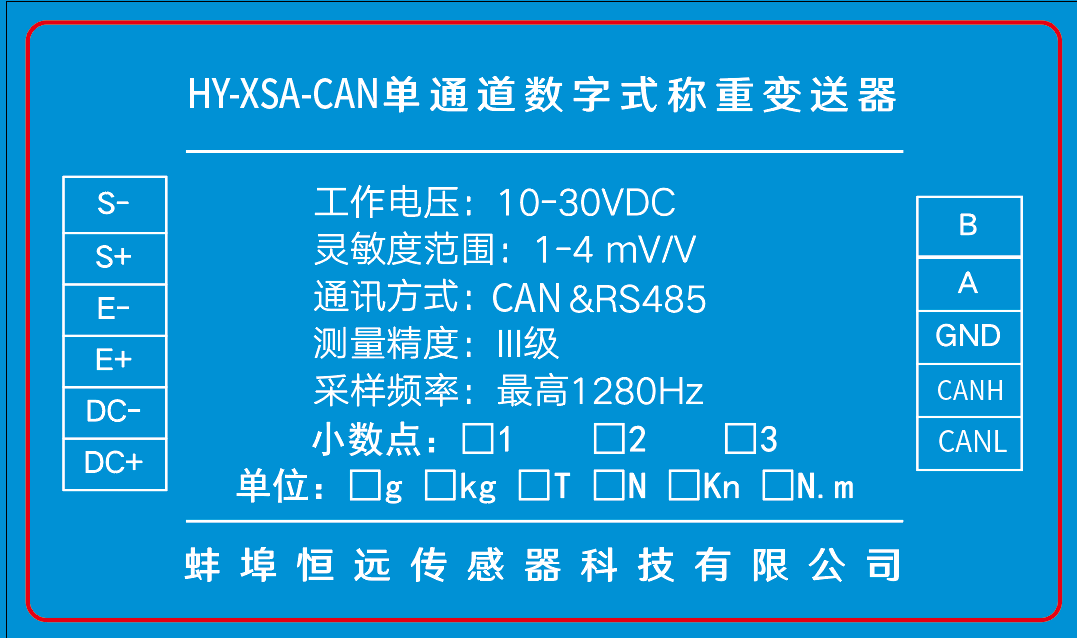 HY-XSA-CAN单通道数字式称重变送器
S-
S+
E-
E+
DC-
DC+
工作电压：10-30VDC
灵敏度范围：1-4 mV/V
通讯方式：CAN&RS485
测量精度：III级
采样频率：最高1280Hz
小数点：□1 □2 □3
单位：□g □kg □T □N □Kn □N.m
B
A
GND
CANH
CANL
蚌埠恒远传感器科技有限公司